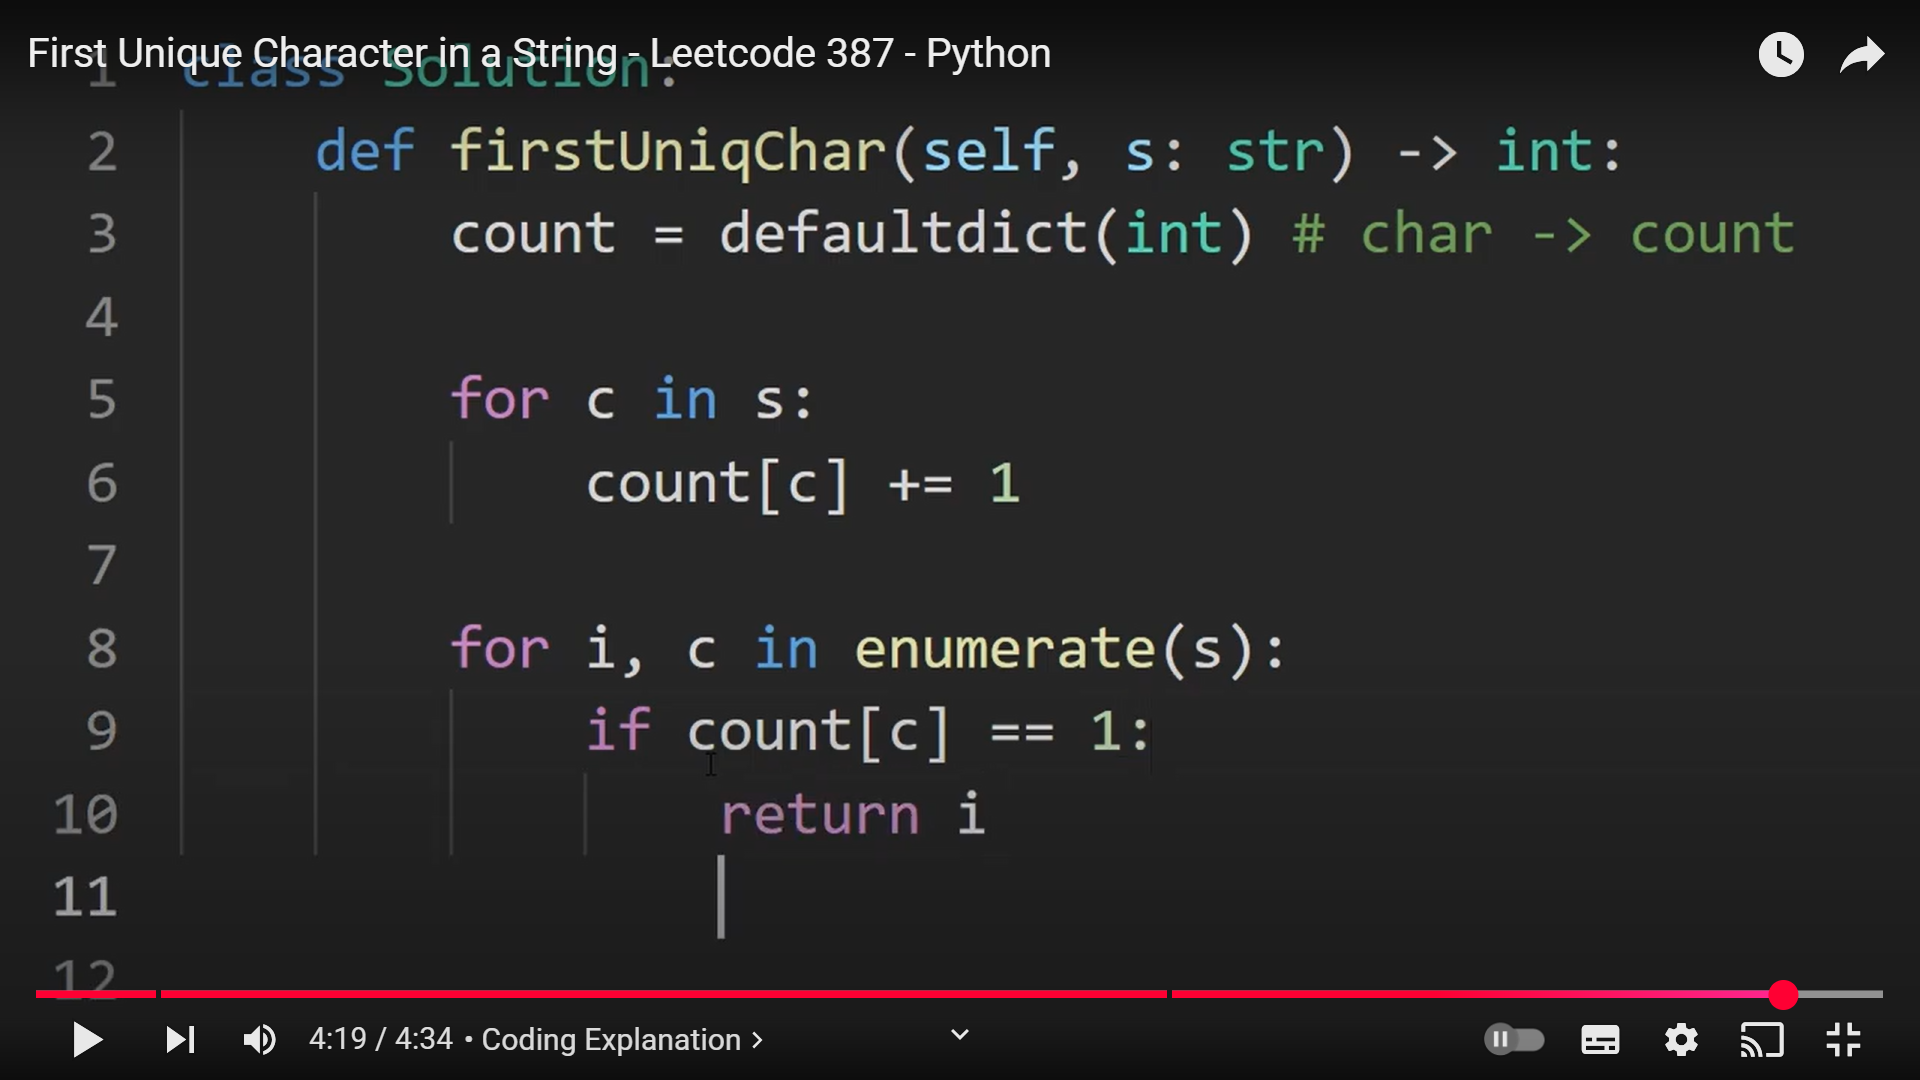 First Unique Character in a String - Leetcode 387 - Python
1 class Solution:
2 def firstUniqChar(self, s: str) -> int:
3 count = defaultdict(int) # char -> count
4
5 for c in s:
6 count[c] += 1
7
8 for i, c in enumerate(s):
9 if count[c] == 1:
10 return i
11
12
4:19 / 4:34 • Coding Explanation >